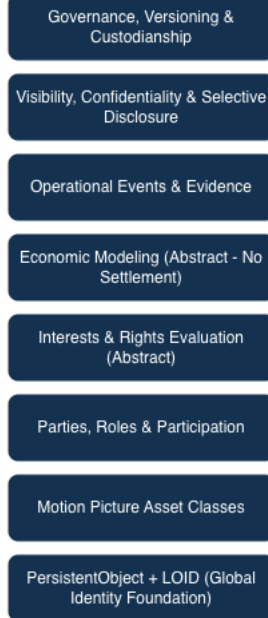 Governance, Versioning &
Custodianship
Visibility, Confidentiality & Selective
Disclosure
Operational Events & Evidence
Economic Modeling (Abstract - No
Settlement)
Interests & Rights Evaluation
(Abstract)
Parties, Roles & Participation
Motion Picture Asset Classes
PersistentObject + LOID (Global
Identity Foundation)